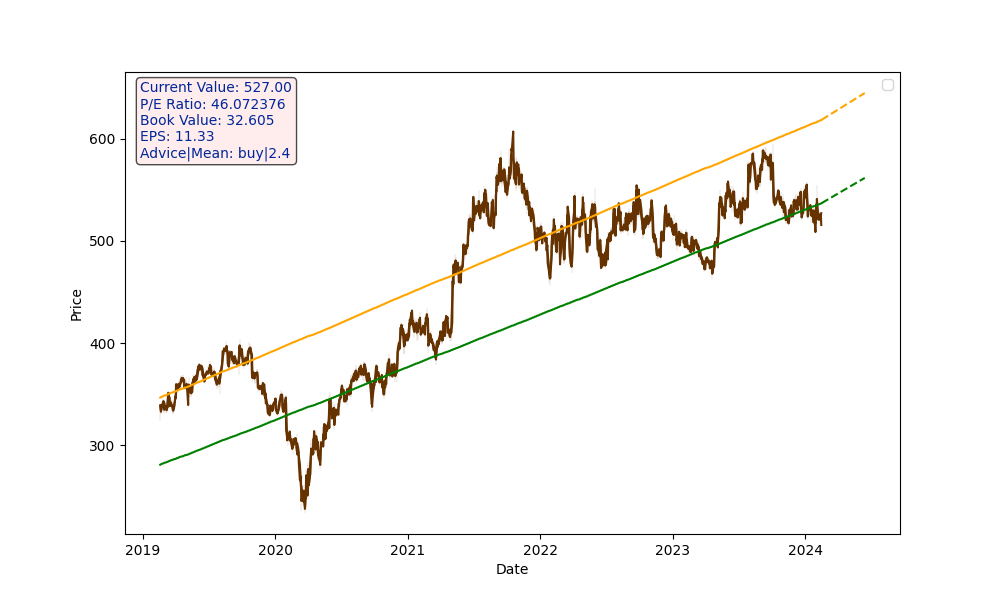 Current Value: 527.00
P/E Ratio: 46.072376
Book Value: 32.605
EPS: 11.33
Advice|Mean: buy|2.4
600
500
400
300
Price
2019 2020 2021 2022 2023 2024
Date